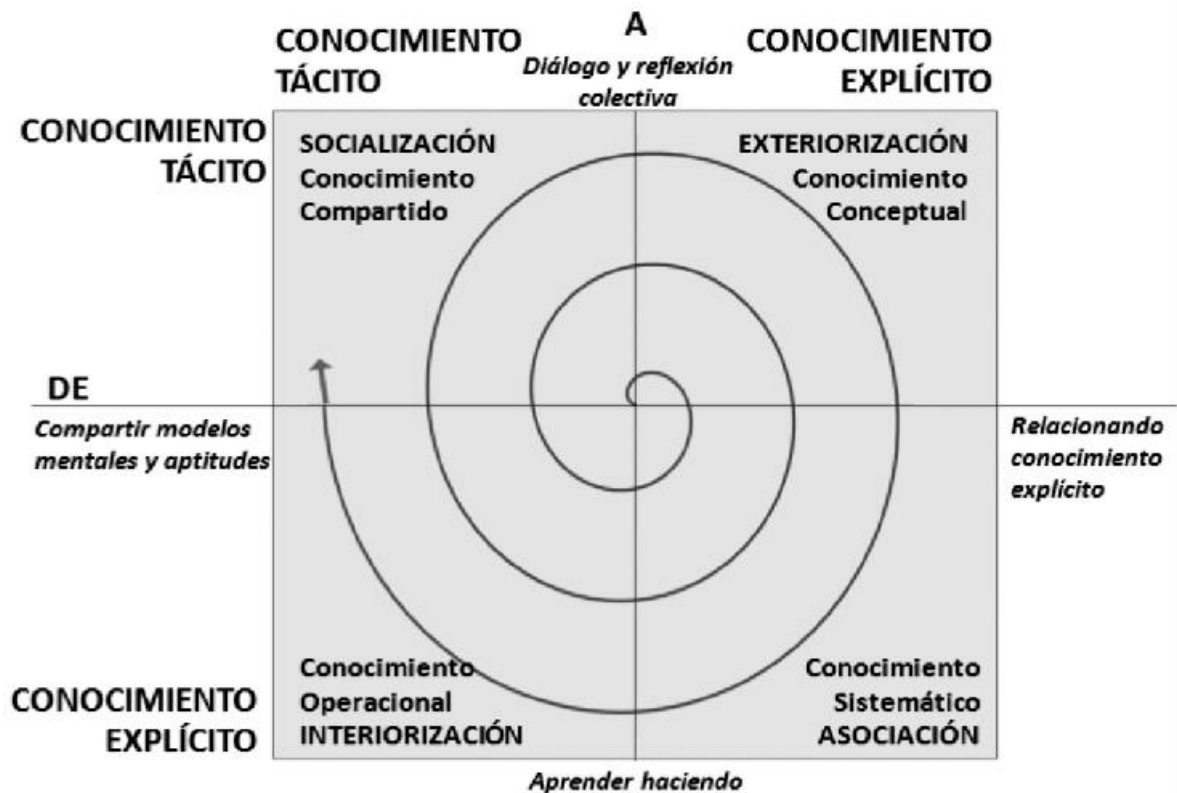 A
CONOCIMIENTO
TÁCITO
Diálogo y reflexión
colectiva
CONOCIMIENTO
EXPLÍCITO
CONOCIMIENTO
TÁCITO
SOCIALIZACIÓN
Conocimiento
Compartido
EXTERIORIZACIÓN
Conocimiento
Conceptual
DE
Compartir modelos
mentales y aptitudes
Relacionando
conocimiento
explícito
CONOCIMIENTO
EXPLÍCITO
Conocimiento
Operacional
INTERIORIZACIÓN
Conocimiento
Sistemático
ASOCIACIÓN
Aprender haciendo